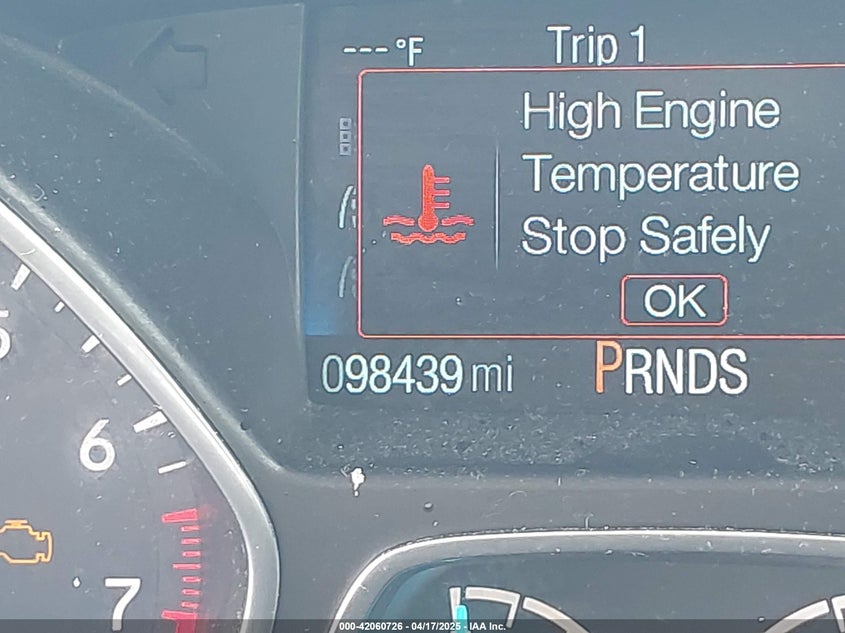 ---°F
Trip 1
High Engine
Temperature
Stop Safely
OK
098439 mi
PRNDS
6
7
000-42060726 - 04/17/2025 - IAA Inc.